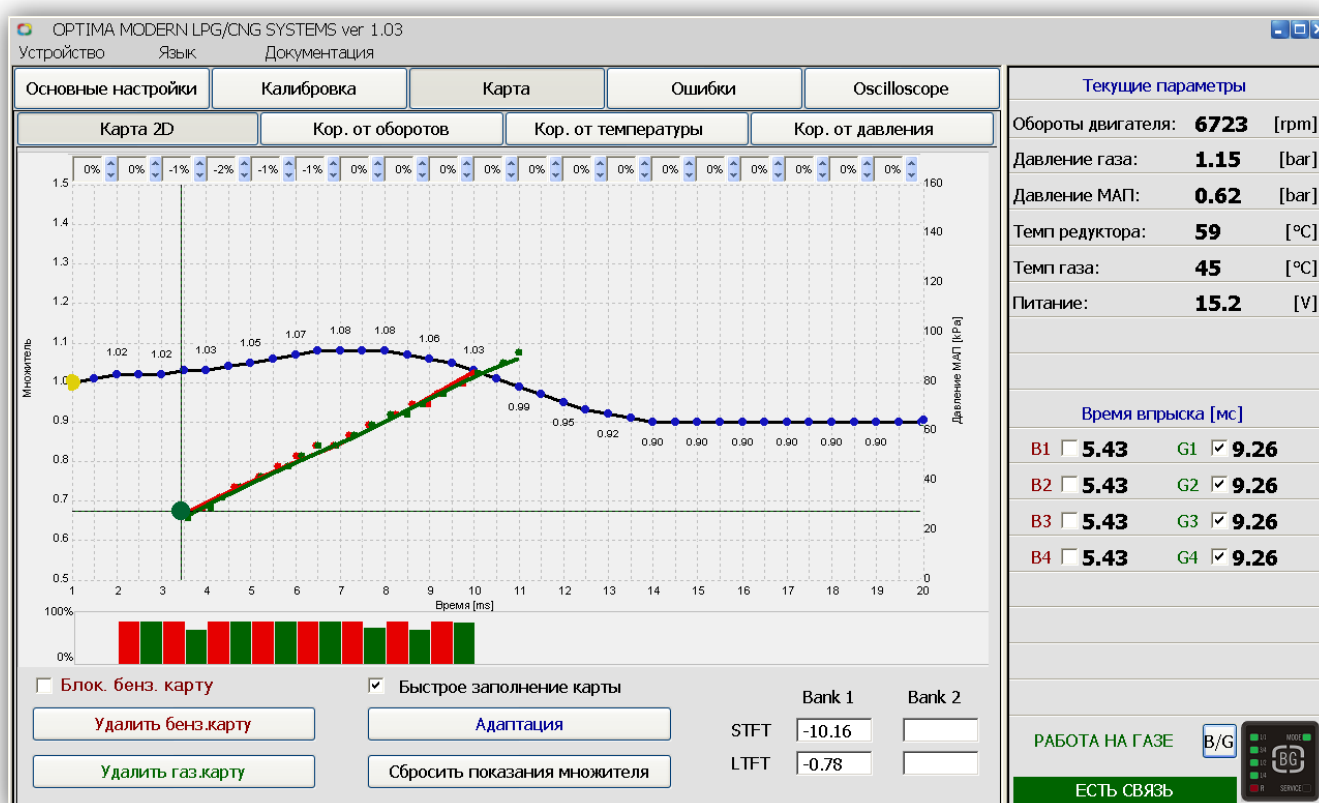 OPTIMA MODERN LPG/CNG SYSTEMS ver 1.03
Устройство Язык Документация
Основные настройки Калибровка Карта Ошибки Oscilloscope
Карта 2D Кор. от оборотов Кор. от температуры Кор. от давления
0% 0% -1% -2% -1% -1% 0% 0% 0% 0% 0% 0% 0% 0% 0% 0% 0% 0% 0%
1.5 160
1.4 140
1.3
1.2 120
1.1 100
1.0 80
0.9 60
0.8
0.7 40
0.6 20
0.5 0
Множитель
Давление МАП [kPa]
1.02 1.02 1.03 1.05 1.07 1.08 1.08 1.06 1.03
0.99 0.95 0.92 0.90 0.90 0.90 0.90 0.90 0.90
1 2 3 4 5 6 7 8 9 10 11 12 13 14 15 16 17 18 19 20
Время [ms]
100%
0%
Блок. бенз. карту
Быстрое заполнение карты
Удалить бенз.карту
Адаптация
Удалить газ.карту
Сбросить показания множителя
Bank 1 Bank 2
STFT -10.16
LTFT -0.78
Текущие параметры
Обороты двигателя: 6723 [rpm]
Давление газа: 1.15 [bar]
Давление МАП: 0.62 [bar]
Темп редуктора: 59 [°C]
Темп газа: 45 [°C]
Питание: 15.2 [V]
Время впрыска [мс]
B1 5.43 G1 9.26
B2 5.43 G2 9.26
B3 5.43 G3 9.26
B4 5.43 G4 9.26
РАБОТА НА ГАЗЕ B/G
MODE
BG
R SERVICE
ЕСТЬ СВЯЗЬ